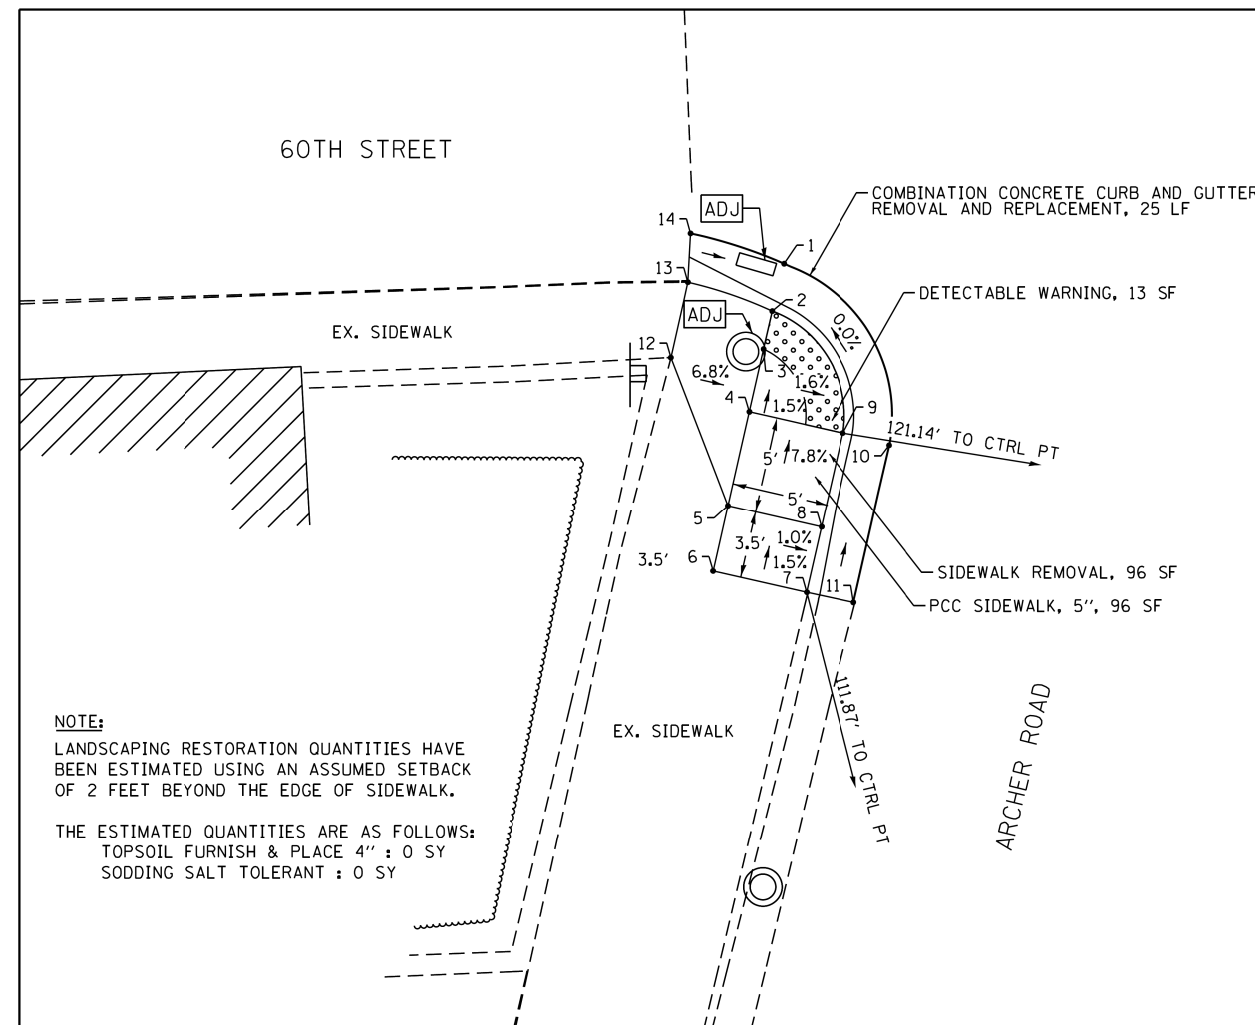 60TH STREET
COMBINATION CONCRETE CURB AND GUTTER
REMOVAL AND REPLACEMENT, 25 LF
ADJ
14
1
13
DETECTABLE WARNING, 13 SF
2
ADJ
0.0%
EX. SIDEWALK
12
3
6.8%
1.6%
4
1.5%
9
121.14' TO CTRL PT
10
5'
7.8%
5'
5
8
3.5'
1.0%
3.5'
6
1.5%
7
11
SIDEWALK REMOVAL, 96 SF
PCC SIDEWALK, 5", 96 SF
111.87' TO CTRL PT
EX. SIDEWALK
ARCHER ROAD
NOTE:
LANDSCAPING RESTORATION QUANTITIES HAVE
BEEN ESTIMATED USING AN ASSUMED SETBACK
OF 2 FEET BEYOND THE EDGE OF SIDEWALK.
THE ESTIMATED QUANTITIES ARE AS FOLLOWS:
TOPSOIL FURNISH & PLACE 4" : 0 SY
SODDING SALT TOLERANT : 0 SY